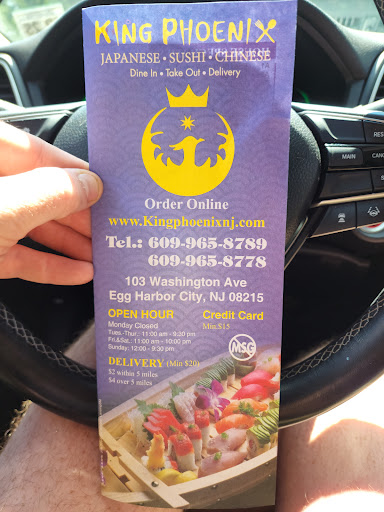 KING PHOENIX
JAPANESE • SUSHI • CHINESE
Dine In • Take Out • Delivery
Order Online
www.Kingphoenixnj.com
Tel.: 609-965-8789
609-965-8778
103 Washington Ave
Egg Harbor City, NJ 08215
OPEN HOUR
Monday Closed
Tues.-Thur.: 11:00 am - 9:30 pm
Fri.&Sat.: 11:00 am - 10:00 pm
Sunday: 12:00 - 9:30 pm
Credit Card
Min.$15
MSG
DELIVERY (Min $20)
$2 within 5 miles
$4 over 5 miles
MAIN
RES
CANC